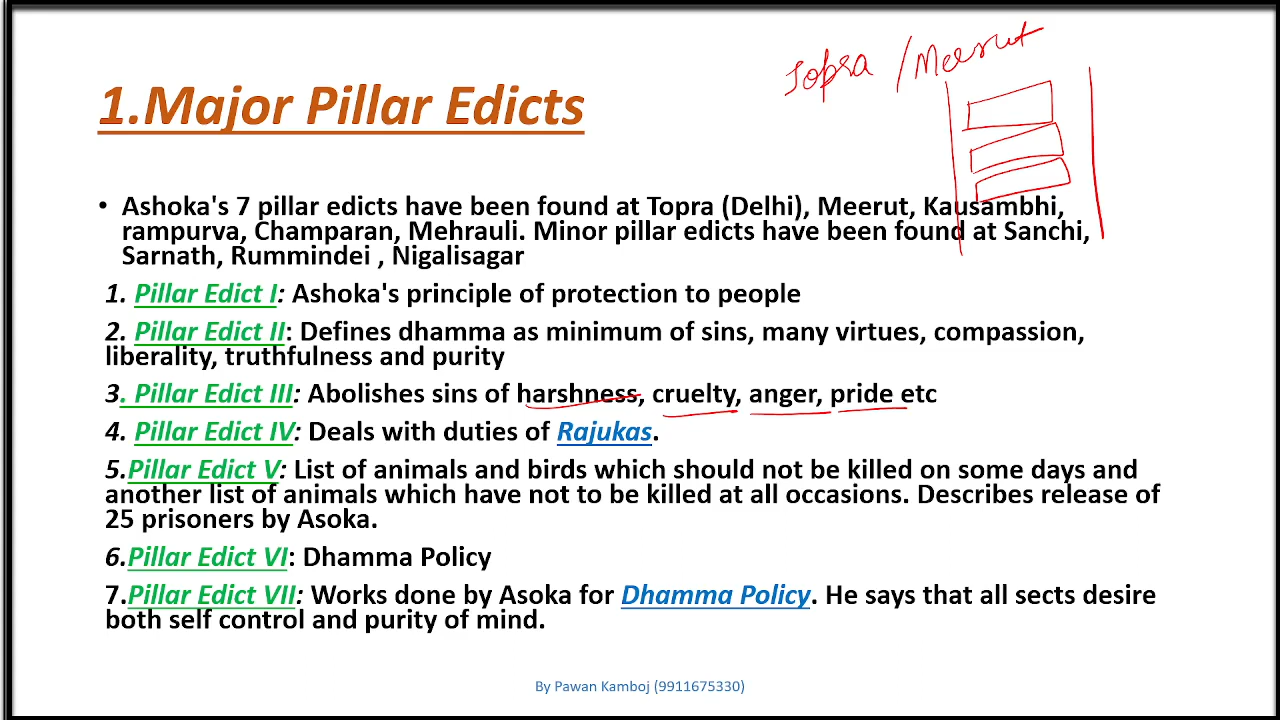 Topra / Meerut
1.Major Pillar Edicts
• Ashoka's 7 pillar edicts have been found at Topra (Delhi), Meerut, Kausambhi,
rampurva, Champaran, Mehrauli. Minor pillar edicts have been found at Sanchi,
Sarnath, Rummindei , Nigalisagar
1. Pillar Edict I: Ashoka's principle of protection to people
2. Pillar Edict II: Defines dhamma as minimum of sins, many virtues, compassion,
liberality, truthfulness and purity
3. Pillar Edict III: Abolishes sins of harshness, cruelty, anger, pride etc
4. Pillar Edict IV: Deals with duties of Rajukas.
5.Pillar Edict V: List of animals and birds which should not be killed on some days and
another list of animals which have not to be killed at all occasions. Describes release of
25 prisoners by Asoka.
6.Pillar Edict VI: Dhamma Policy
7.Pillar Edict VII: Works done by Asoka for Dhamma Policy. He says that all sects desire
both self control and purity of mind.
By Pawan Kamboj (9911675330)